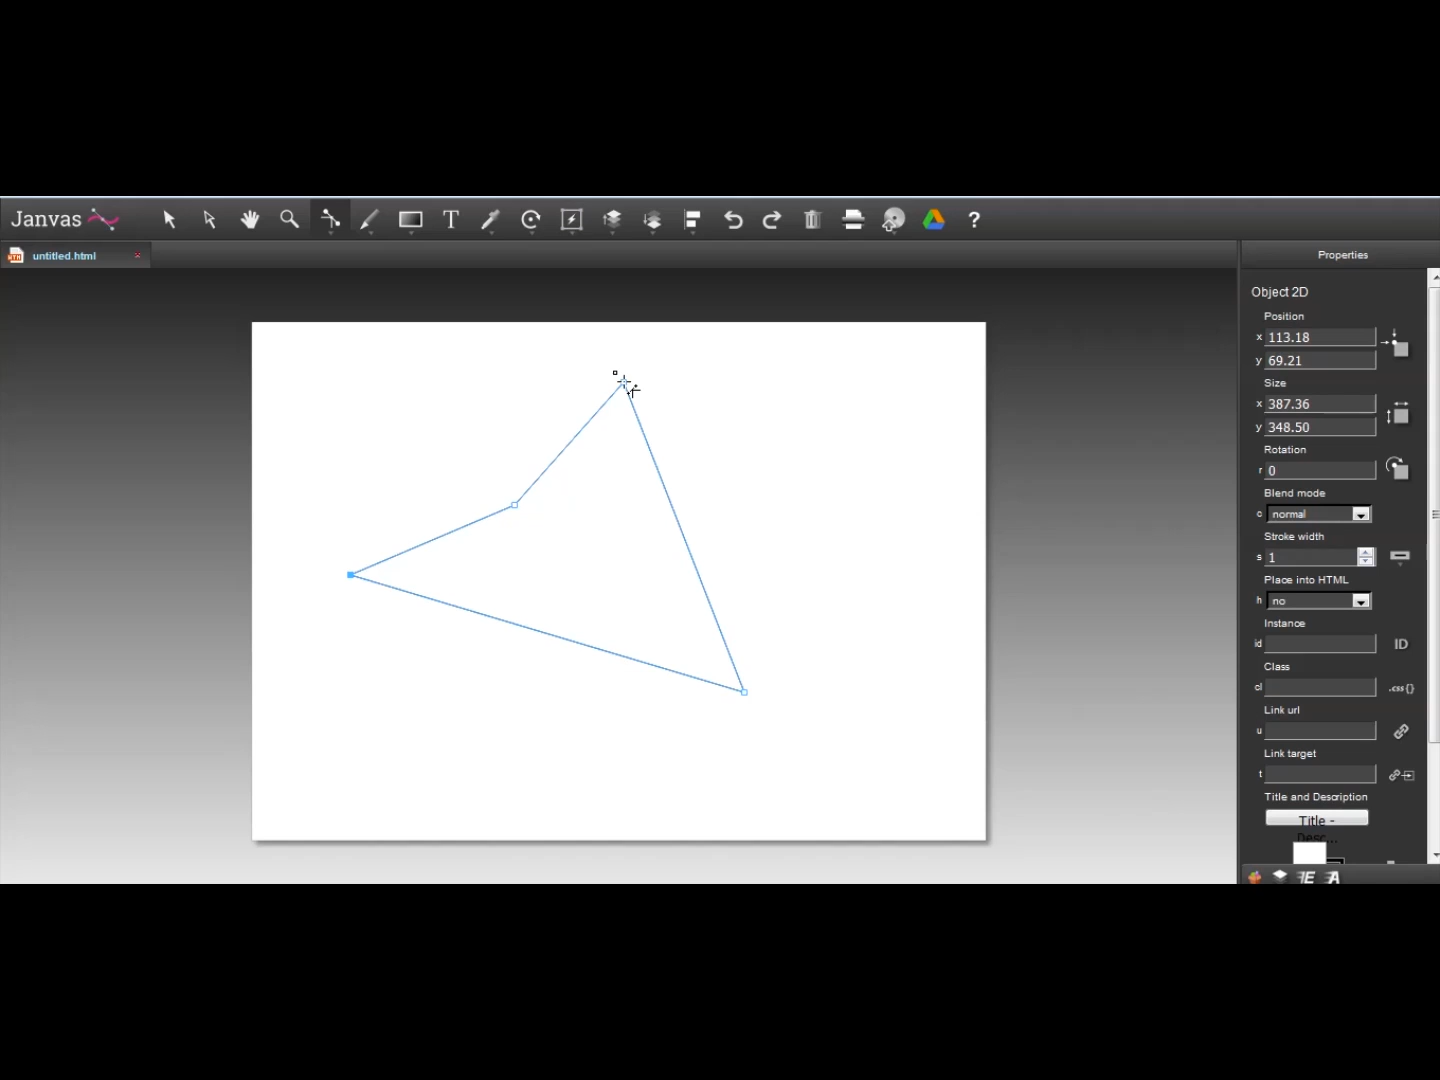 Janvas T ?
untitled.html ×
Properties
Object 2D
Position
x 113.18
y 69.21
Size
x 387.36
y 348.50
Rotation
r 0
Blend mode
c normal
Stroke width
s 1
Place into HTML
h no
Instance
id ID
Class
cl .css{}
Link url
u
Link target
t
Title and Description
Title -
Desc...
E A